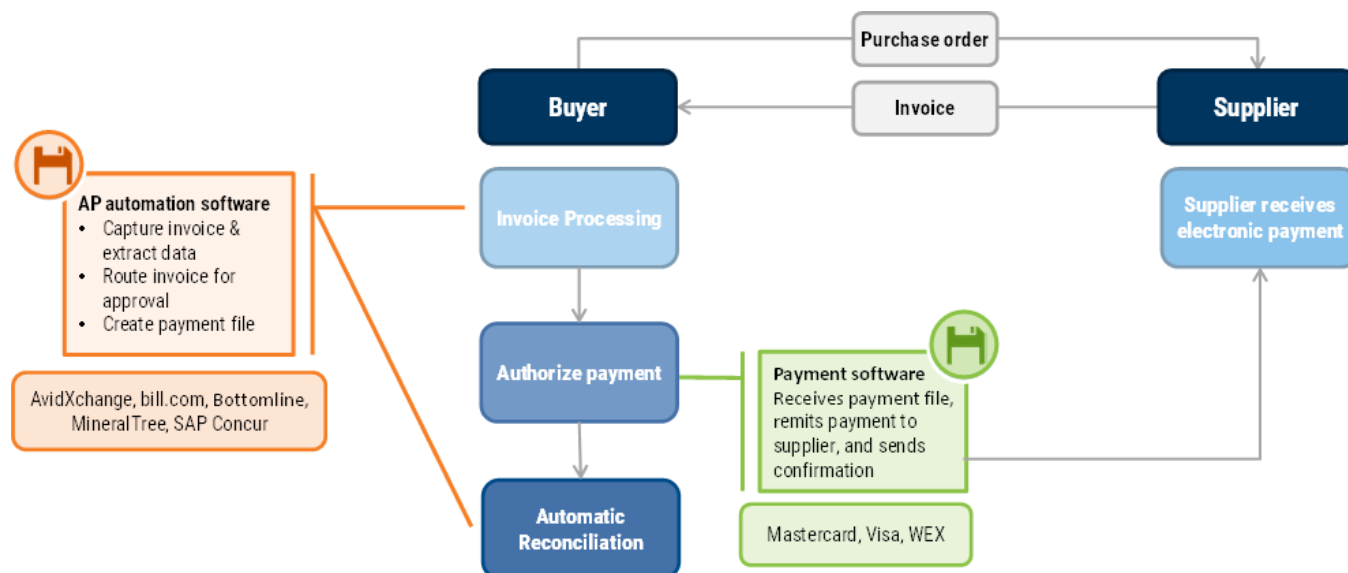 Purchase order
Buyer
Invoice
Supplier
AP automation software
• Capture invoice &
extract data
• Route invoice for
approval
• Create payment file
Invoice Processing
Supplier receives
electronic payment
Authorize payment
Payment software
Receives payment file,
remits payment to
supplier, and sends
confirmation
AvidXchange, bill.com, Bottomline,
MineralTree, SAP Concur
Automatic
Reconciliation
Mastercard, Visa, WEX